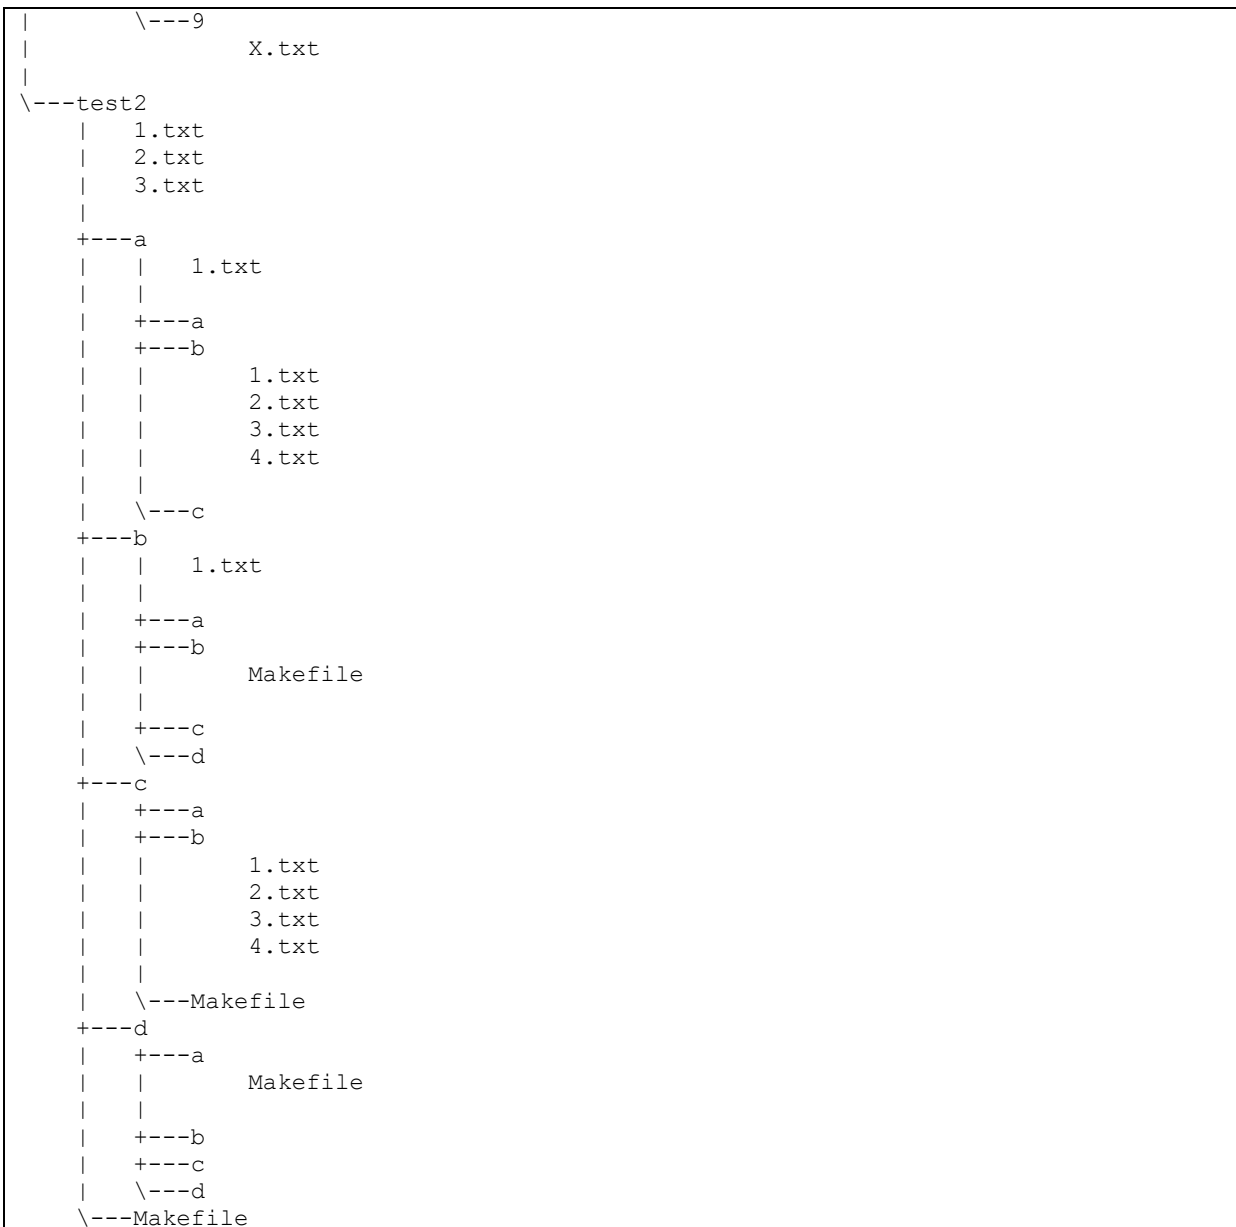 |       \---9
|               X.txt
|
\---test2
    |   1.txt
    |   2.txt
    |   3.txt
    |
    +---a
    |   |   1.txt
    |   |
    |   +---a
    |   +---b
    |   |       1.txt
    |   |       2.txt
    |   |       3.txt
    |   |       4.txt
    |   |
    |   \---c
    +---b
    |   |   1.txt
    |   |
    |   +---a
    |   +---b
    |   |       Makefile
    |   |
    |   +---c
    |   \---d
    +---c
    |   +---a
    |   +---b
    |   |       1.txt
    |   |       2.txt
    |   |       3.txt
    |   |       4.txt
    |   |
    |   \---Makefile
    +---d
    |   +---a
    |   |       Makefile
    |   |
    |   +---b
    |   +---c
    |   \---d
    \---Makefile